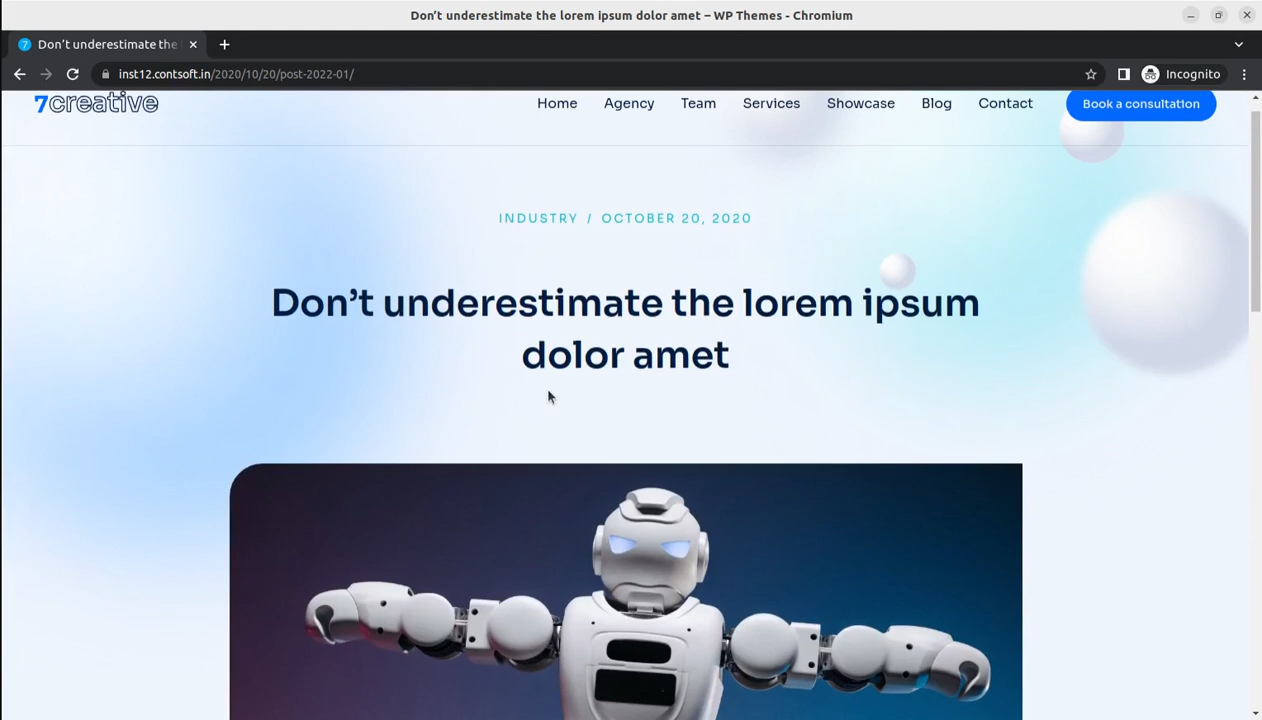 Don’t underestimate the lorem ipsum dolor amet – WP Themes - Chromium
7 Don’t underestimate the
inst12.contsoft.in/2020/10/20/post-2022-01/
Incognito
7creative
Home Agency Team Services Showcase Blog Contact Book a consultation
INDUSTRY / OCTOBER 20, 2020
Don’t underestimate the lorem ipsum
dolor amet